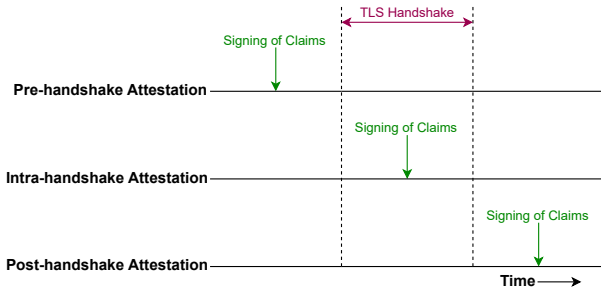 TLS Handshake
Signing of Claims
Pre-handshake Attestation
Signing of Claims
Intra-handshake Attestation
Signing of Claims
Post-handshake Attestation
Time